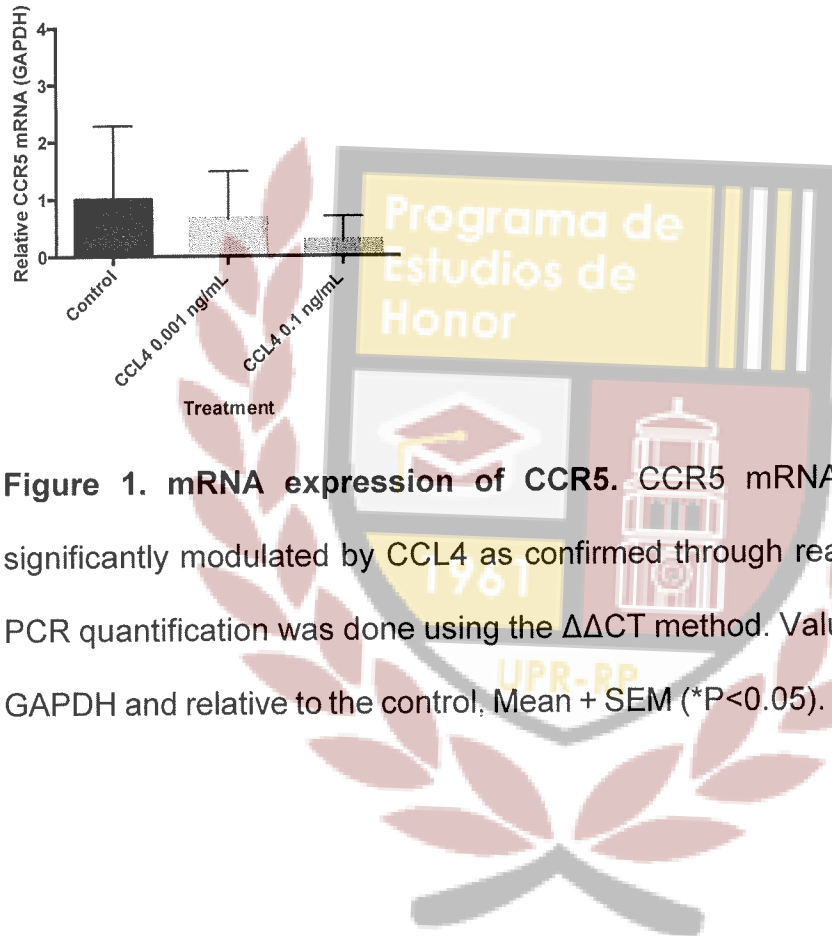 4
3
2
1
0
Relative CCR5 mRNA (GAPDH)
Control
CCL4 0.001 ng/mL
CCL4 0.1 ng/mL
Treatment
Programa de
Estudios de
Honor
Figure 1. mRNA expression of CCR5. CCR5 mRNA
significantly modulated by CCL4 as confirmed through rea
1961
PCR quantification was done using the ΔΔCT method. Valu
UPR-RP
GAPDH and relative to the control, Mean + SEM (*P<0.05).